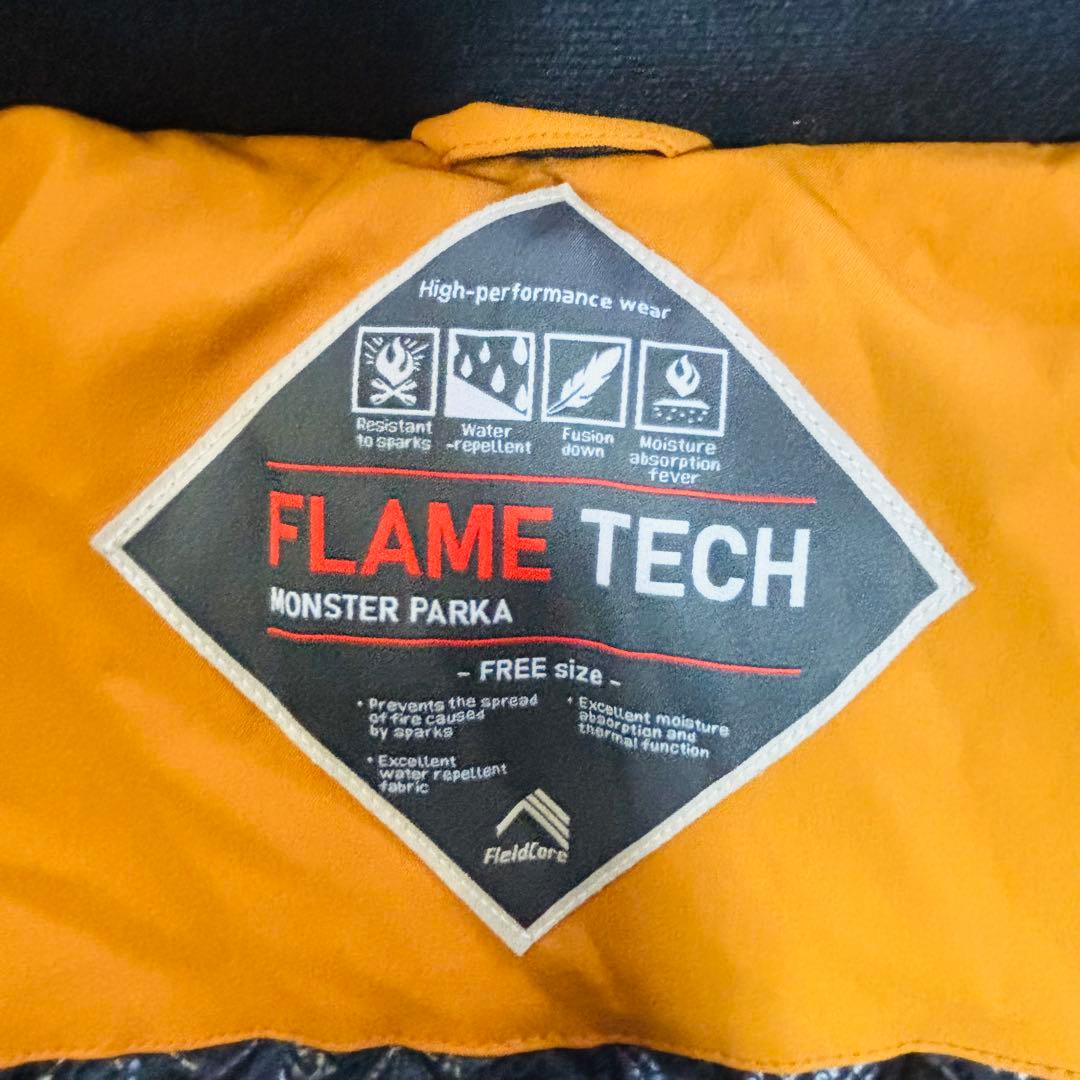 High-performance wear
Resistant
to sparks
Water
-repellent
Fusion
down
Moisture
absorption
fever
FLAME TECH
MONSTER PARKA
- FREE size -
• Prevents the spread
of fire caused
by sparks
• Excellent
water repellent
fabric
• Excellent moisture
absorption and
thermal function
FieldCore